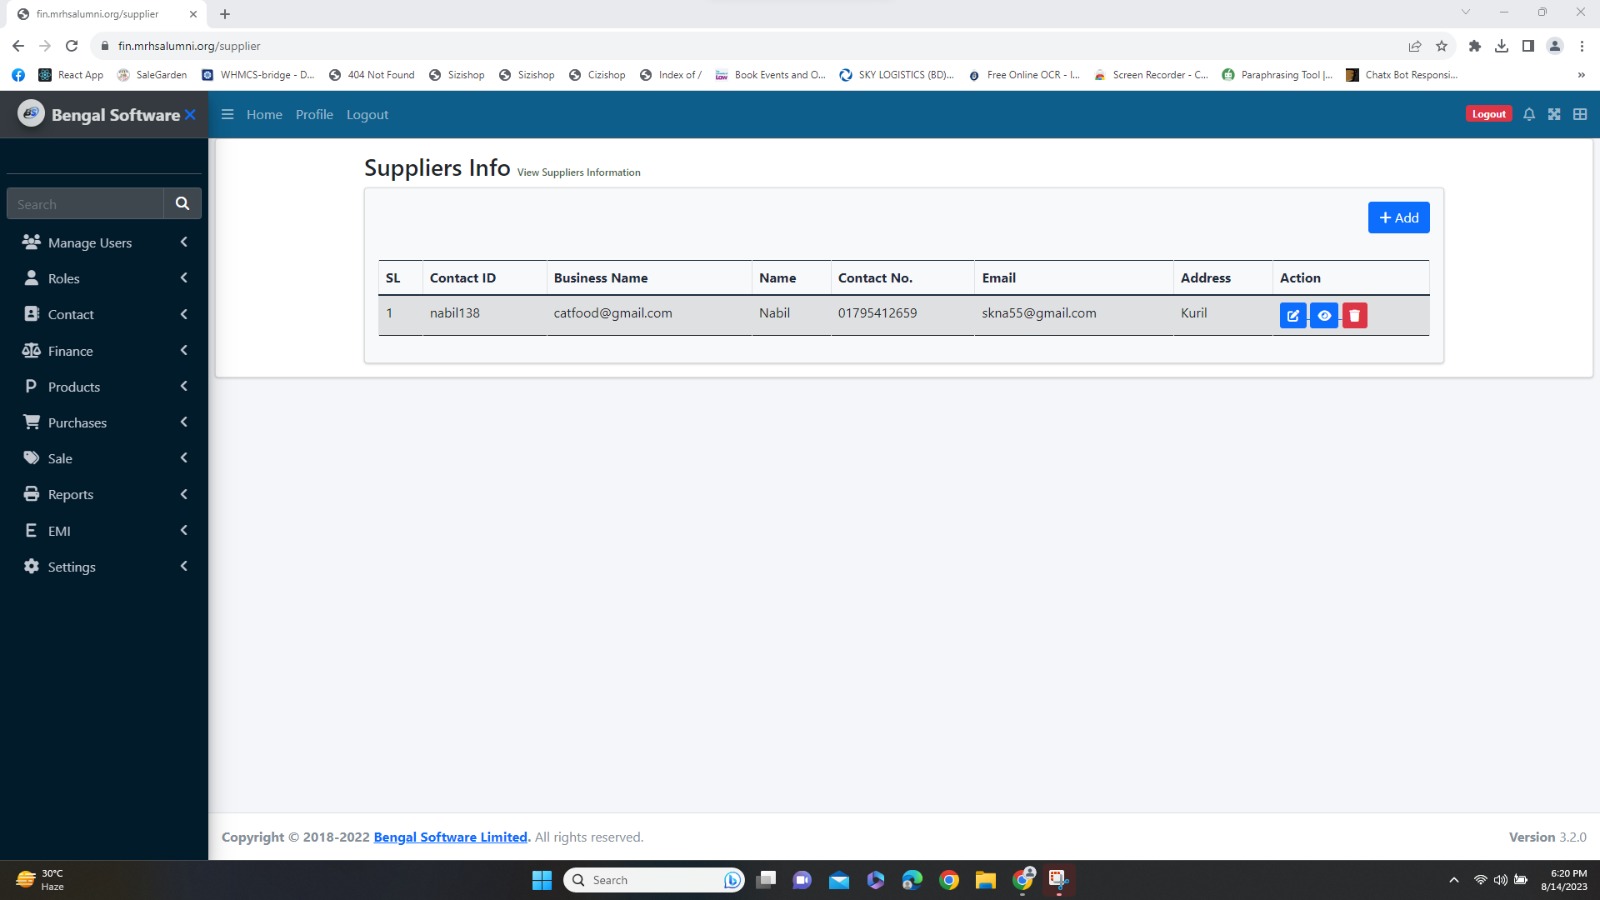 fin.mrhsalumni.org/supplier
fin.mrhsalumni.org/supplier
React App SaleGarden WHMCS-bridge - D... 404 Not Found Sizishop Sizishop Cizishop Index of / Book Events and O... SKY LOGISTICS (BD)... Free Online OCR - I... Screen Recorder - C... Paraphrasing Tool |... Chatx Bot Responsi... »
Bengal Software Home Profile Logout Logout
Suppliers Info View Suppliers Information
Search
+ Add
Manage Users
Roles
Contact
Finance
P Products
Purchases
Sale
Reports
E EMI
Settings
SL Contact ID Business Name Name Contact No. Email Address Action
1 nabil138 catfood@gmail.com Nabil 01795412659 skna55@gmail.com Kuril
Copyright © 2018-2022 Bengal Software Limited. All rights reserved. Version 3.2.0
30°C
Haze
Search
6:20 PM
8/14/2023